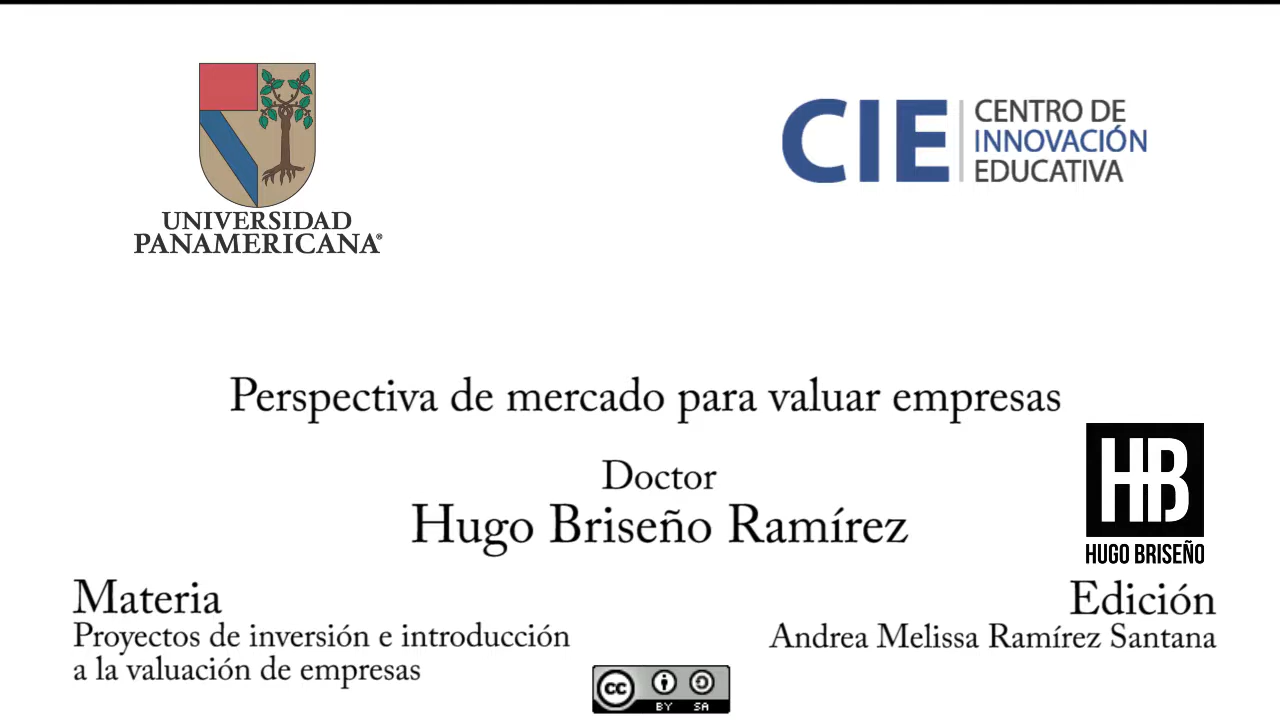 UNIVERSIDAD
PANAMERICANA®
CIE
CENTRO DE
INNOVACIÓN
EDUCATIVA
Perspectiva de mercado para valuar empresas
Doctor
Hugo Briseño Ramírez
HB
HUGO BRISEÑO
Materia
Proyectos de inversión e introducción
a la valuación de empresas
Edición
Andrea Melissa Ramírez Santana
cc
BY SA